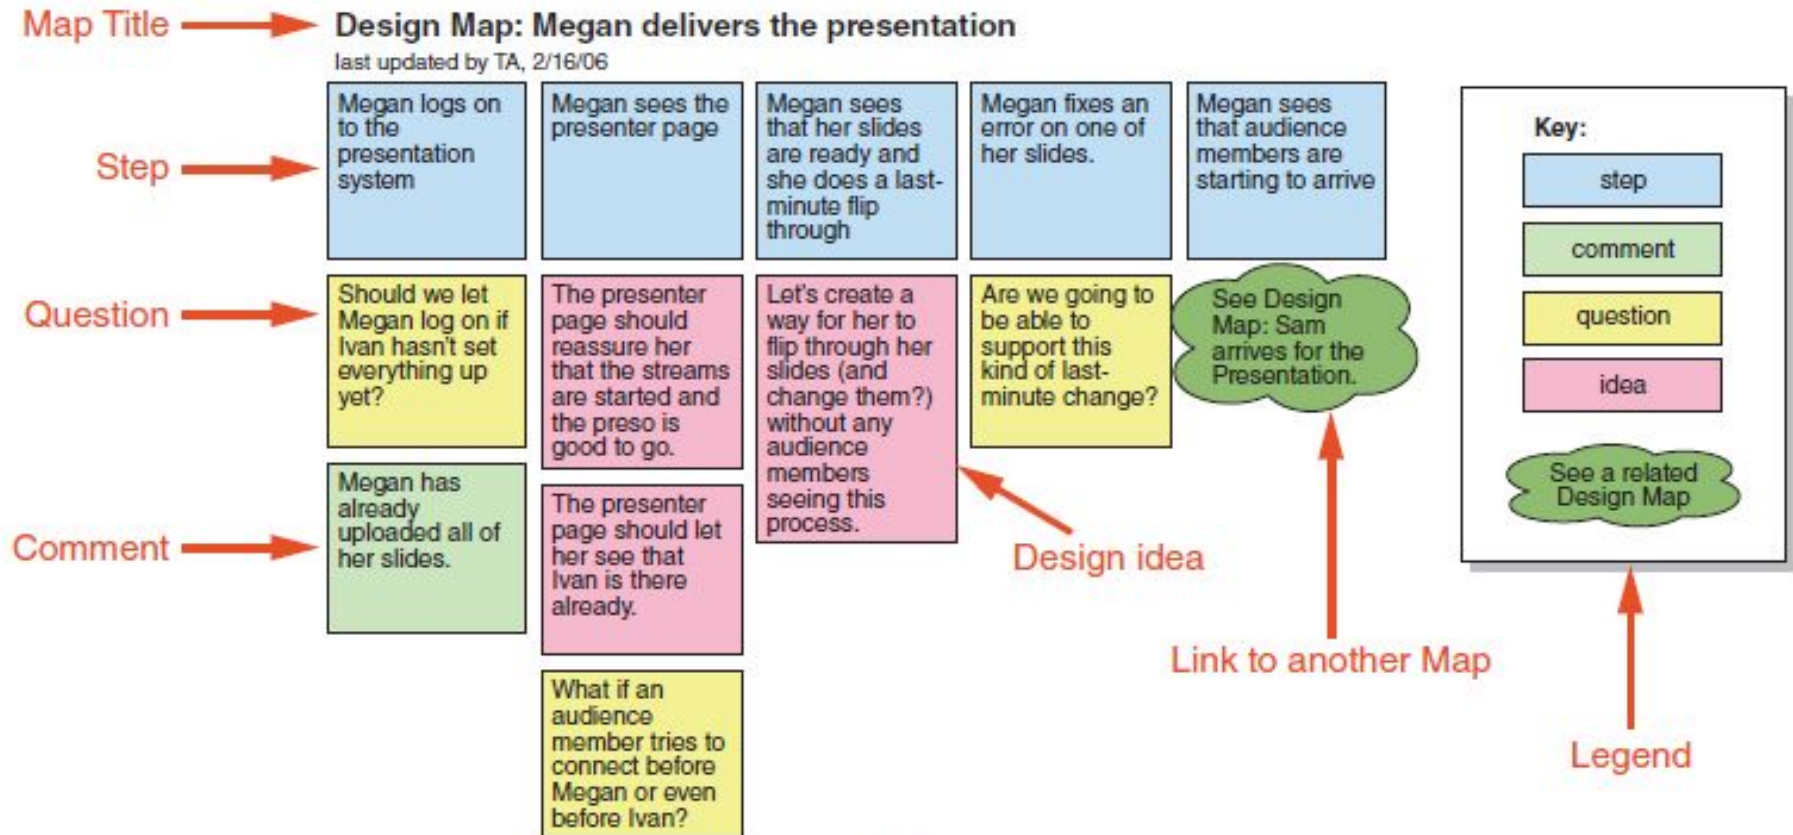 Map Title
Design Map: Megan delivers the presentation
last updated by TA, 2/16/06
Step
Megan logs on
to the
presentation
system
Megan sees the
presenter page
Megan sees
that her slides
are ready and
she does a last-
minute flip
through
Megan fixes an
error on one of
her slides.
Megan sees
that audience
members are
starting to arrive
Question
Should we let
Megan log on if
Ivan hasn't set
everything up
yet?
The presenter
page should
reassure her
that the streams
are started and
the preso is
good to go.
Let's create a
way for her to
flip through her
slides (and
change them?)
without any
audience
members
seeing this
process.
Are we going to
be able to
support this
kind of last-
minute change?
See Design
Map: Sam
arrives for the
Presentation.
Comment
Megan has
already
uploaded all of
her slides.
The presenter
page should let
her see that
Ivan is there
already.
What if an
audience
member tries to
connect before
Megan or even
before Ivan?
Design idea
Link to another Map
Key:
step
comment
question
idea
See a related
Design Map
Legend